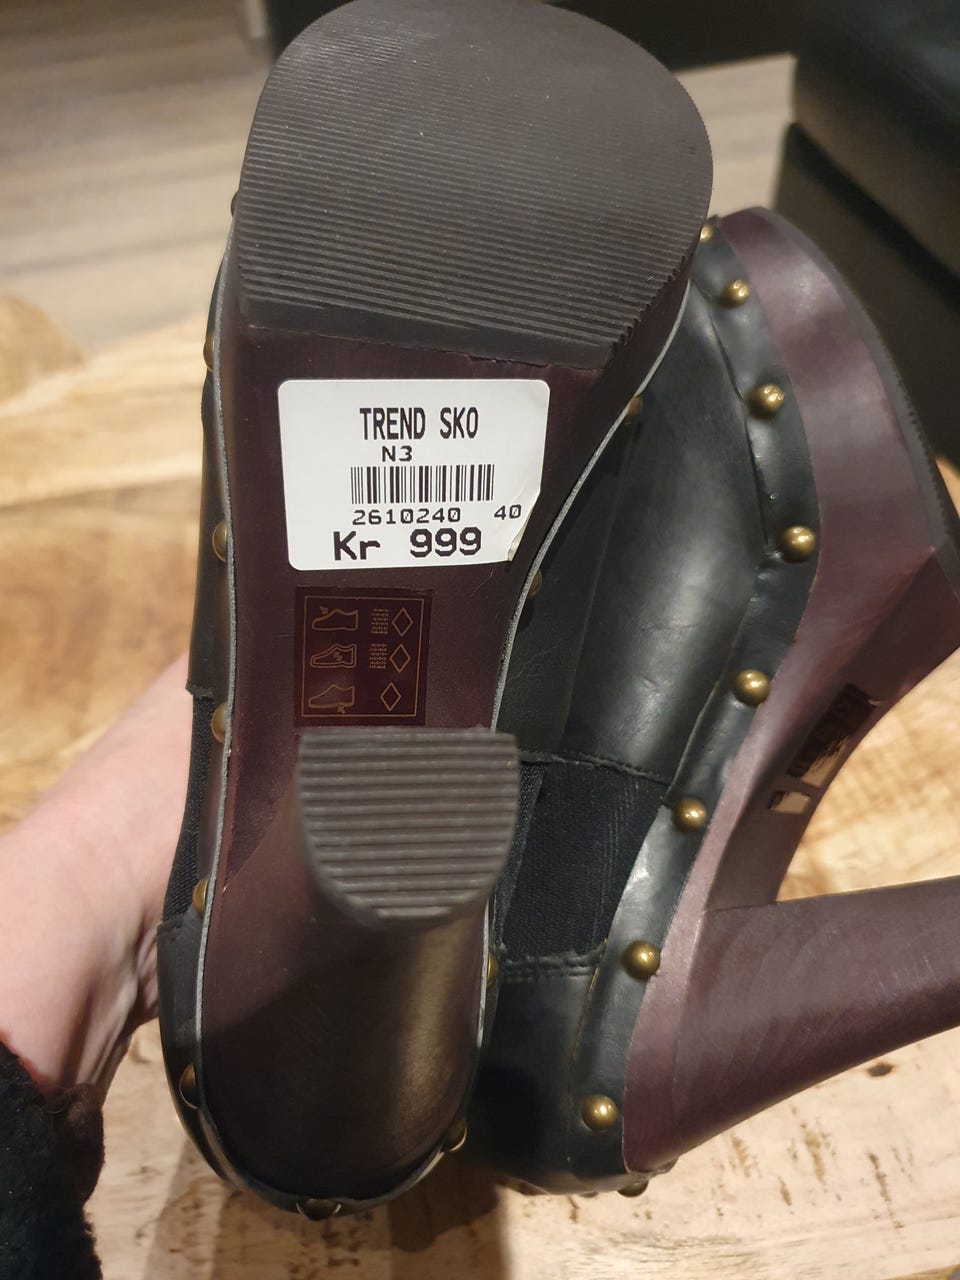 TREND SKO
N3
2610240 40
Kr 999